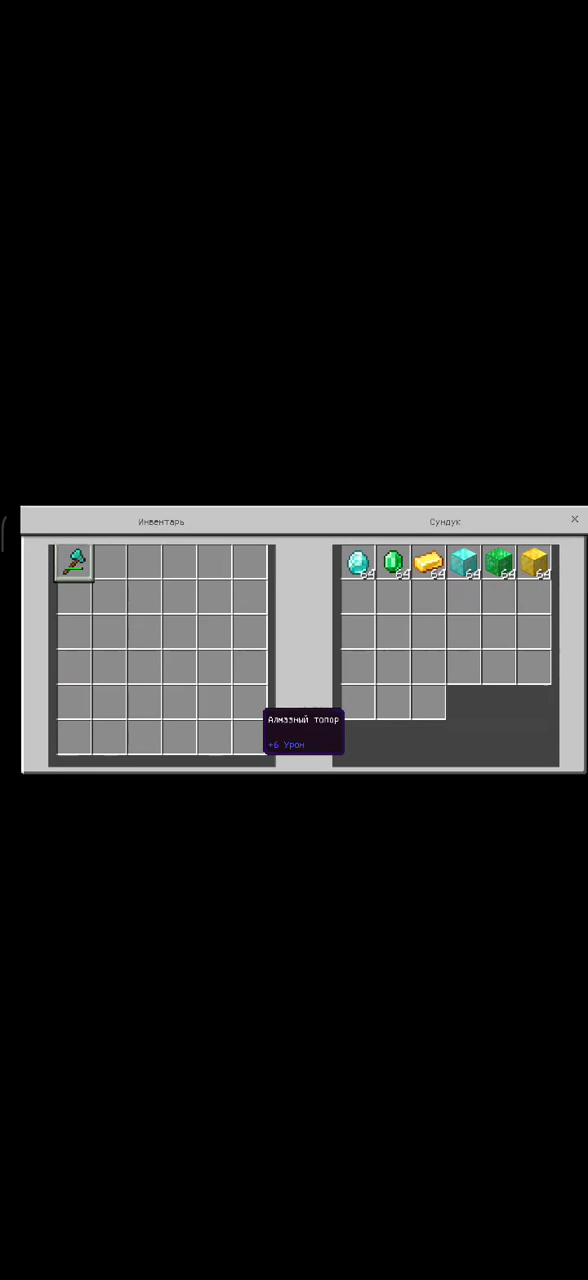 Инвентарь
Сундук
64 64 64 64 64 64
Алмазный топор
+6 Урон